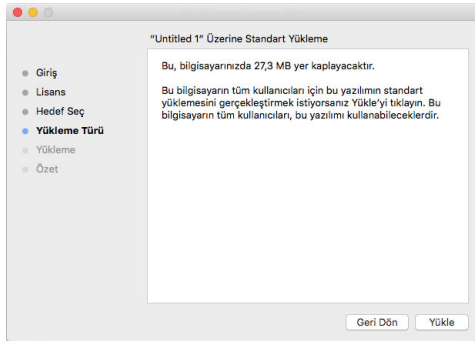 “Untitled 1” Üzerine Standart Yükleme
Giriş
Lisans
Hedef Seç
Yükleme Türü
Yükleme
Özet
Bu, bilgisayarınızda 27,3 MB yer kaplayacaktır.
Bu bilgisayarın tüm kullanıcıları için bu yazılımın standart
yüklemesini gerçekleştirmek istiyorsanız Yükle’yi tıklayın. Bu
bilgisayarın tüm kullanıcıları, bu yazılımı kullanabileceklerdir.
Geri Dön
Yükle